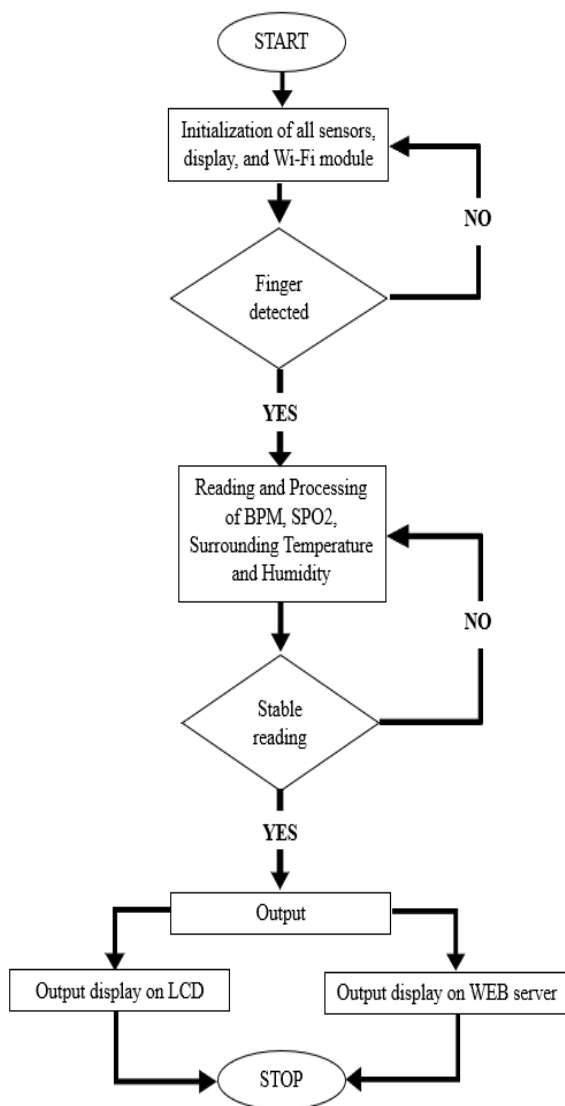 START
Initialization of all sensors,
display, and Wi-Fi module
NO
Finger
detected
YES
Reading and Processing
of BPM, SPO2,
Surrounding Temperature
and Humidity
NO
Stable
reading
YES
Output
Output display on LCD
Output display on WEB server
STOP